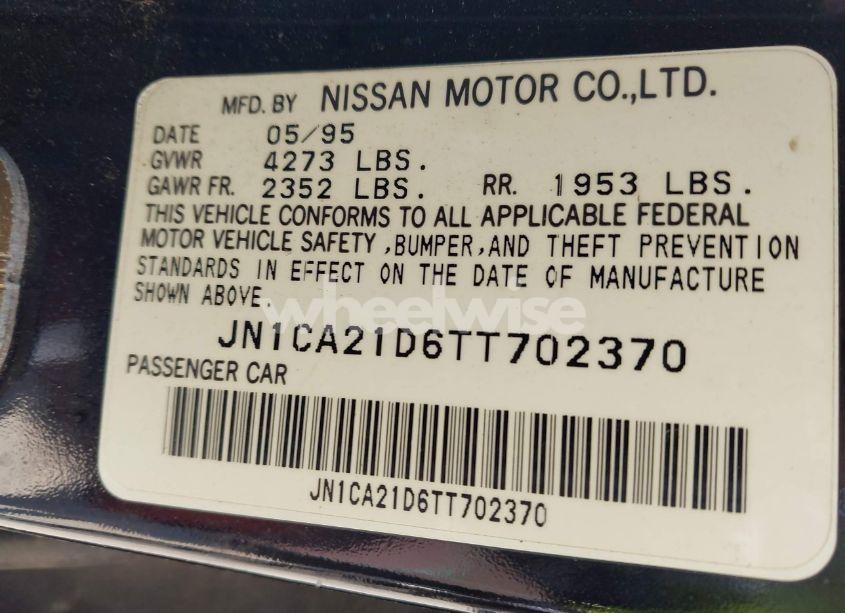 MFD. BY NISSAN MOTOR CO.,LTD.
DATE 05/95
GVWR 4273 LBS.
GAWR FR. 2352 LBS. RR. 1953 LBS.
THIS VEHICLE CONFORMS TO ALL APPLICABLE FEDERAL
MOTOR VEHICLE SAFETY ,BUMPER,AND THEFT PREVENTION
STANDARDS IN EFFECT ON THE DATE OF MANUFACTURE
SHOWN ABOVE.
wheelwise
JN1CA21D6TT702370
PASSENGER CAR
JN1CA21D6TT702370